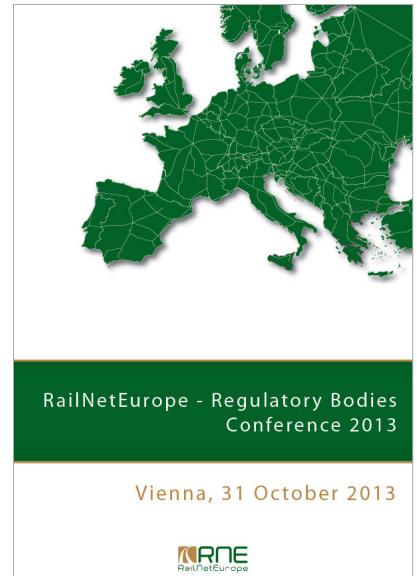 RailNetEurope - Regulatory Bodies
Conference 2013
Vienna, 31 October 2013
RNE
RailNetEurope